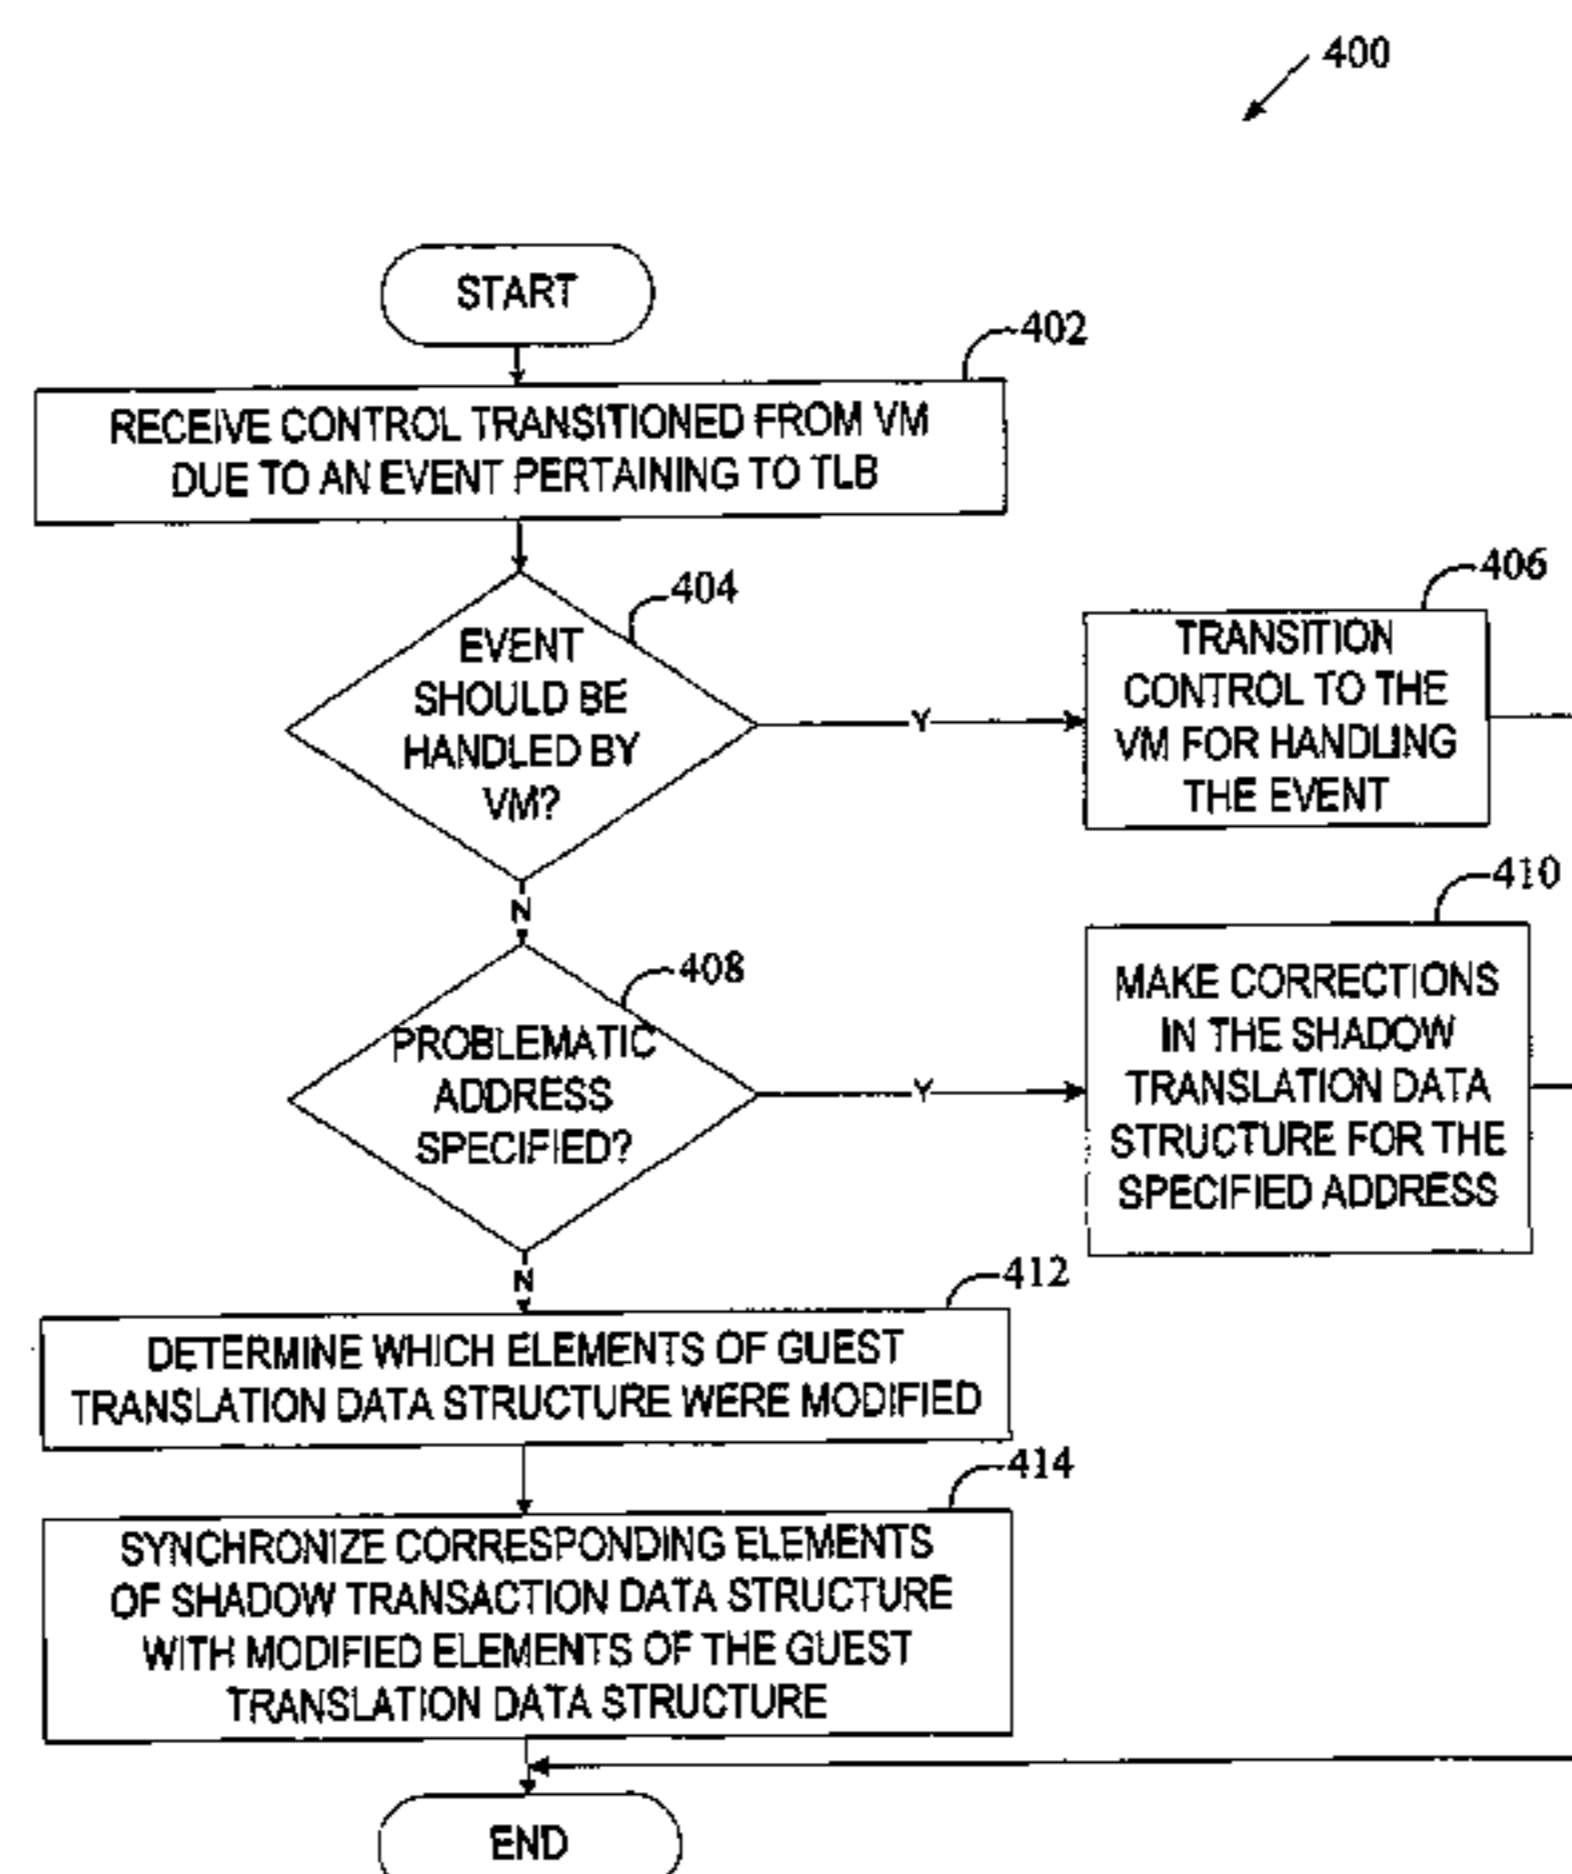 400
START
402
RECEIVE CONTROL TRANSITIONED FROM VM
DUE TO AN EVENT PERTAINING TO TLB
404
EVENT
SHOULD BE
HANDLED BY
VM?
Y
406
TRANSITION
CONTROL TO THE
VM FOR HANDLING
THE EVENT
N
408
PROBLEMATIC
ADDRESS
SPECIFIED?
Y
410
MAKE CORRECTIONS
IN THE SHADOW
TRANSLATION DATA
STRUCTURE FOR THE
SPECIFIED ADDRESS
N
412
DETERMINE WHICH ELEMENTS OF GUEST
TRANSLATION DATA STRUCTURE WERE MODIFIED
414
SYNCHRONIZE CORRESPONDING ELEMENTS
OF SHADOW TRANSACTION DATA STRUCTURE
WITH MODIFIED ELEMENTS OF THE GUEST
TRANSLATION DATA STRUCTURE
END